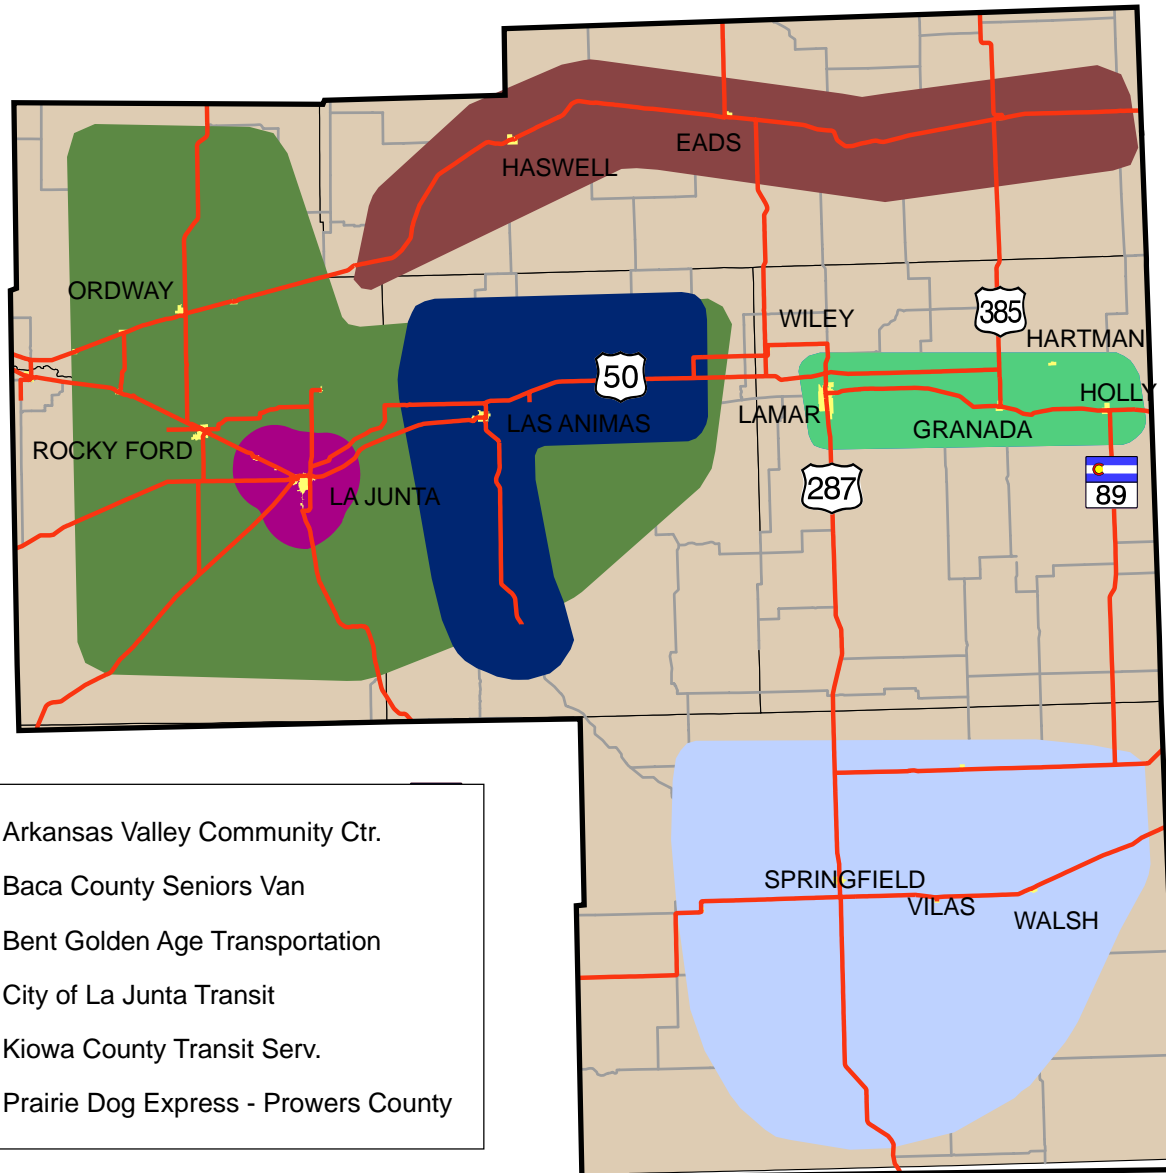 EADS
HASWELL
ORDWAY
385
WILEY
HARTMAN
50
HOLLY
LAS ANIMAS
LAMAR
GRANADA
ROCKY FORD
LA JUNTA
287
89
SPRINGFIELD
VILAS
WALSH
Arkansas Valley Community Ctr.
Baca County Seniors Van
Bent Golden Age Transportation
City of La Junta Transit
Kiowa County Transit Serv.
Prairie Dog Express - Prowers County